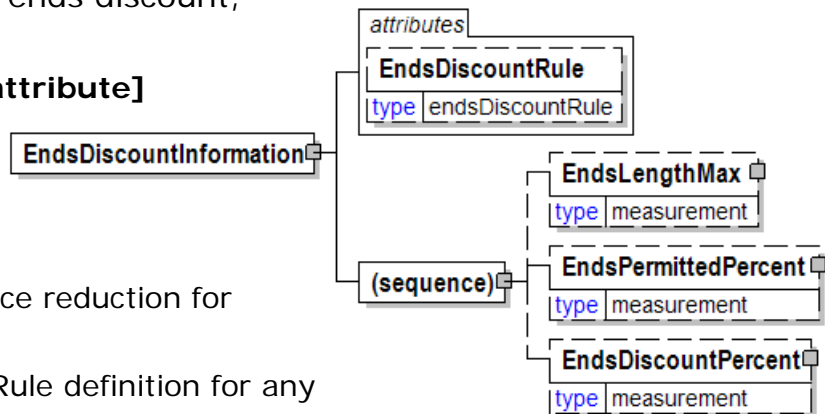 ends discount,
attribute]
ce reduction for
Rule definition for any
EndsDiscountInformation
attributes
EndsDiscountRule
type endsDiscountRule
(sequence)
EndsLengthMax
type measurement
EndsPermittedPercent
type measurement
EndsDiscountPercent
type measurement